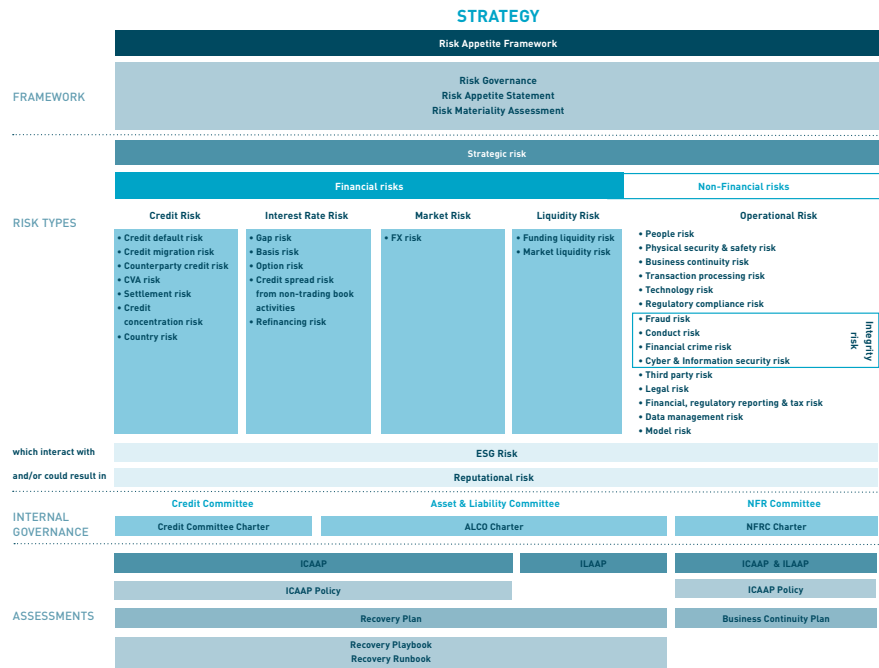 STRATEGY
Risk Appetite Framework
FRAMEWORK
Risk Governance
Risk Appetite Statement
Risk Materiality Assessment
Strategic risk
Financial risks
Non-Financial risks
RISK TYPES
Credit Risk
• Credit default risk
• Credit migration risk
• Counterparty credit risk
• CVA risk
• Settlement risk
• Credit
concentration risk
• Country risk
Interest Rate Risk
• Gap risk
• Basis risk
• Option risk
• Credit spread risk
from non-trading book
activities
• Refinancing risk
Market Risk
• FX risk
Liquidity Risk
• Funding liquidity risk
• Market liquidity risk
Operational Risk
• People risk
• Physical security & safety risk
• Business continuity risk
• Transaction processing risk
• Technology risk
• Regulatory compliance risk
• Fraud risk
• Conduct risk
• Financial crime risk
• Cyber & Information security risk
Integrity
risk
• Third party risk
• Legal risk
• Financial, regulatory reporting & tax risk
• Data management risk
• Model risk
which interact with
ESG Risk
and/or could result in
Reputational risk
INTERNAL
GOVERNANCE
Credit Committee
Asset & Liability Committee
NFR Committee
Credit Committee Charter
ALCO Charter
NFRC Charter
ASSESSMENTS
ICAAP
ILAAP
ICAAP & ILAAP
ICAAP Policy
ICAAP Policy
Recovery Plan
Business Continuity Plan
Recovery Playbook
Recovery Runbook